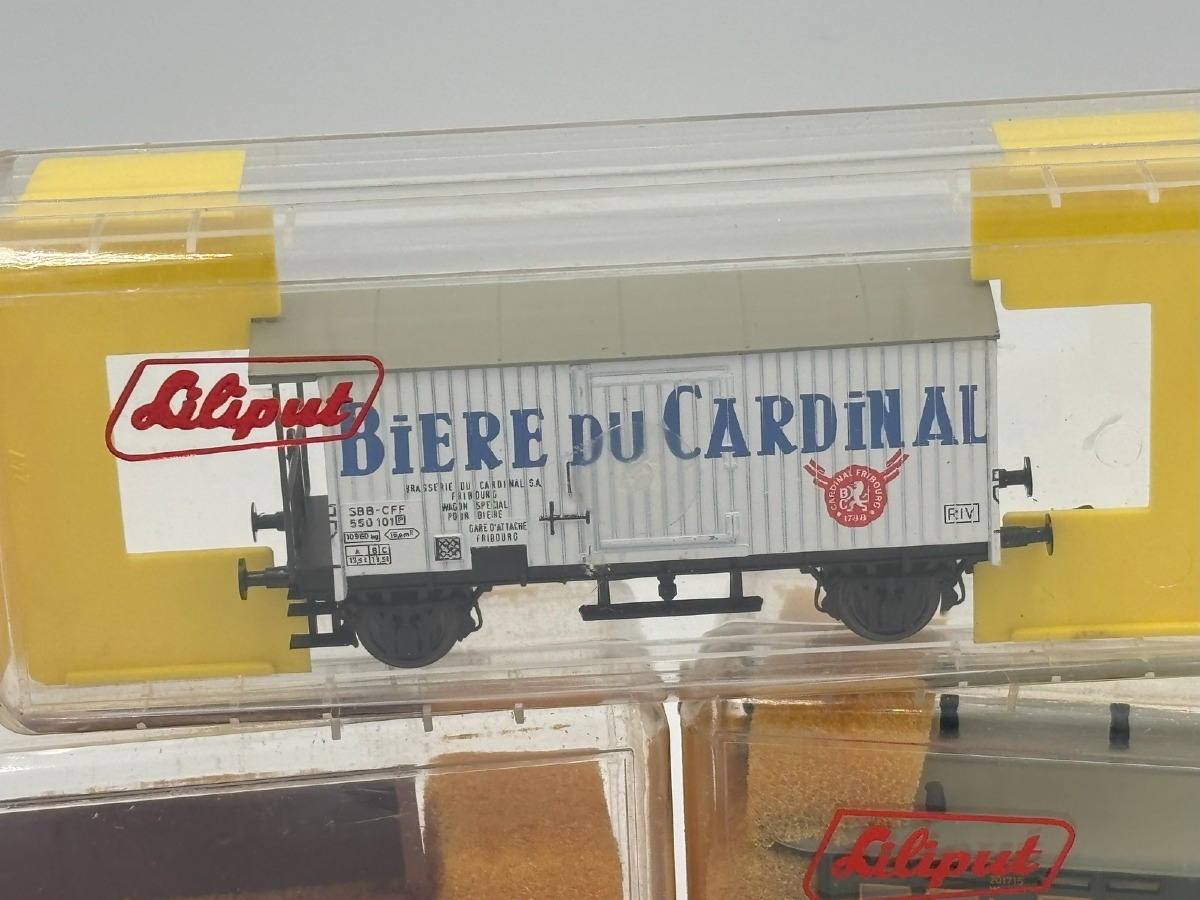 Liliput
BiERE DU CARDiNAL
BRASSERIE DU CARDINAL S.A.
FRIBOURG
WAGON SPECIAL
POUR BIERE
GARE D'ATTACHE
FRIBOURG
SBB-CFF
550 101 P
A B C
CARDINAL FRIBOURG
B C
1788
RIV
Liliput
201715